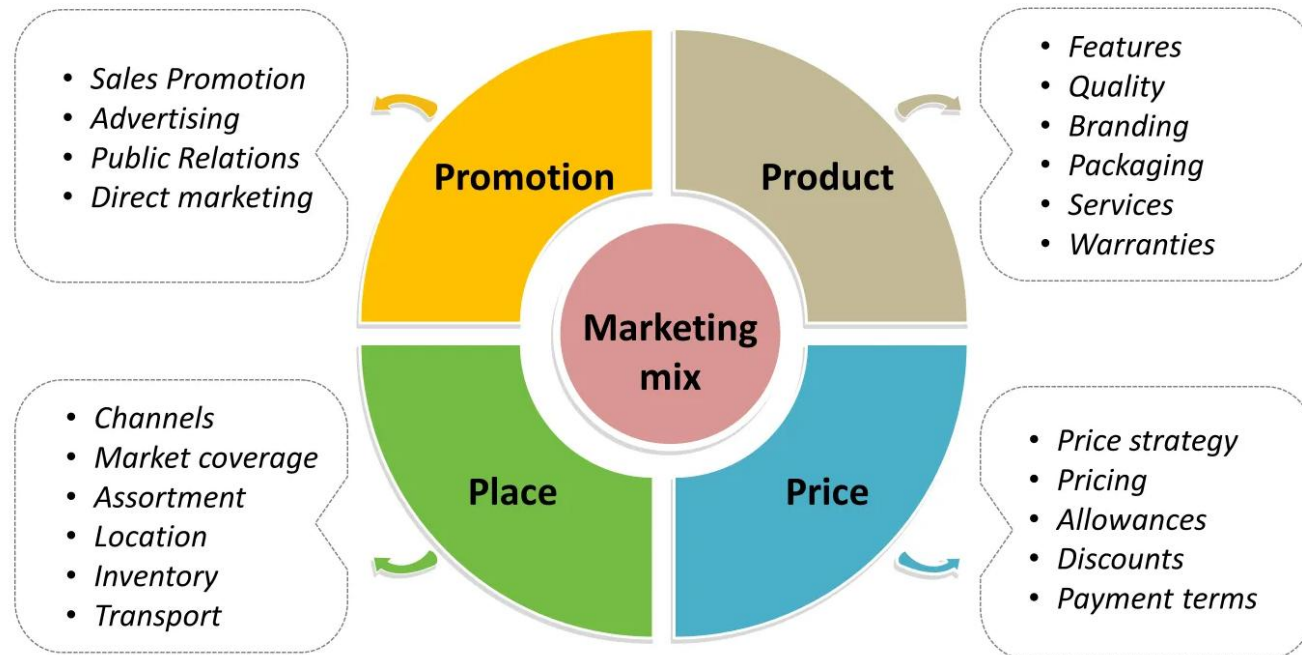 • Sales Promotion
• Advertising
• Public Relations
• Direct marketing
Promotion
Product
• Features
• Quality
• Branding
• Packaging
• Services
• Warranties
Marketing
mix
• Channels
• Market coverage
• Assortment
• Location
• Inventory
• Transport
Place
Price
• Price strategy
• Pricing
• Allowances
• Discounts
• Payment terms